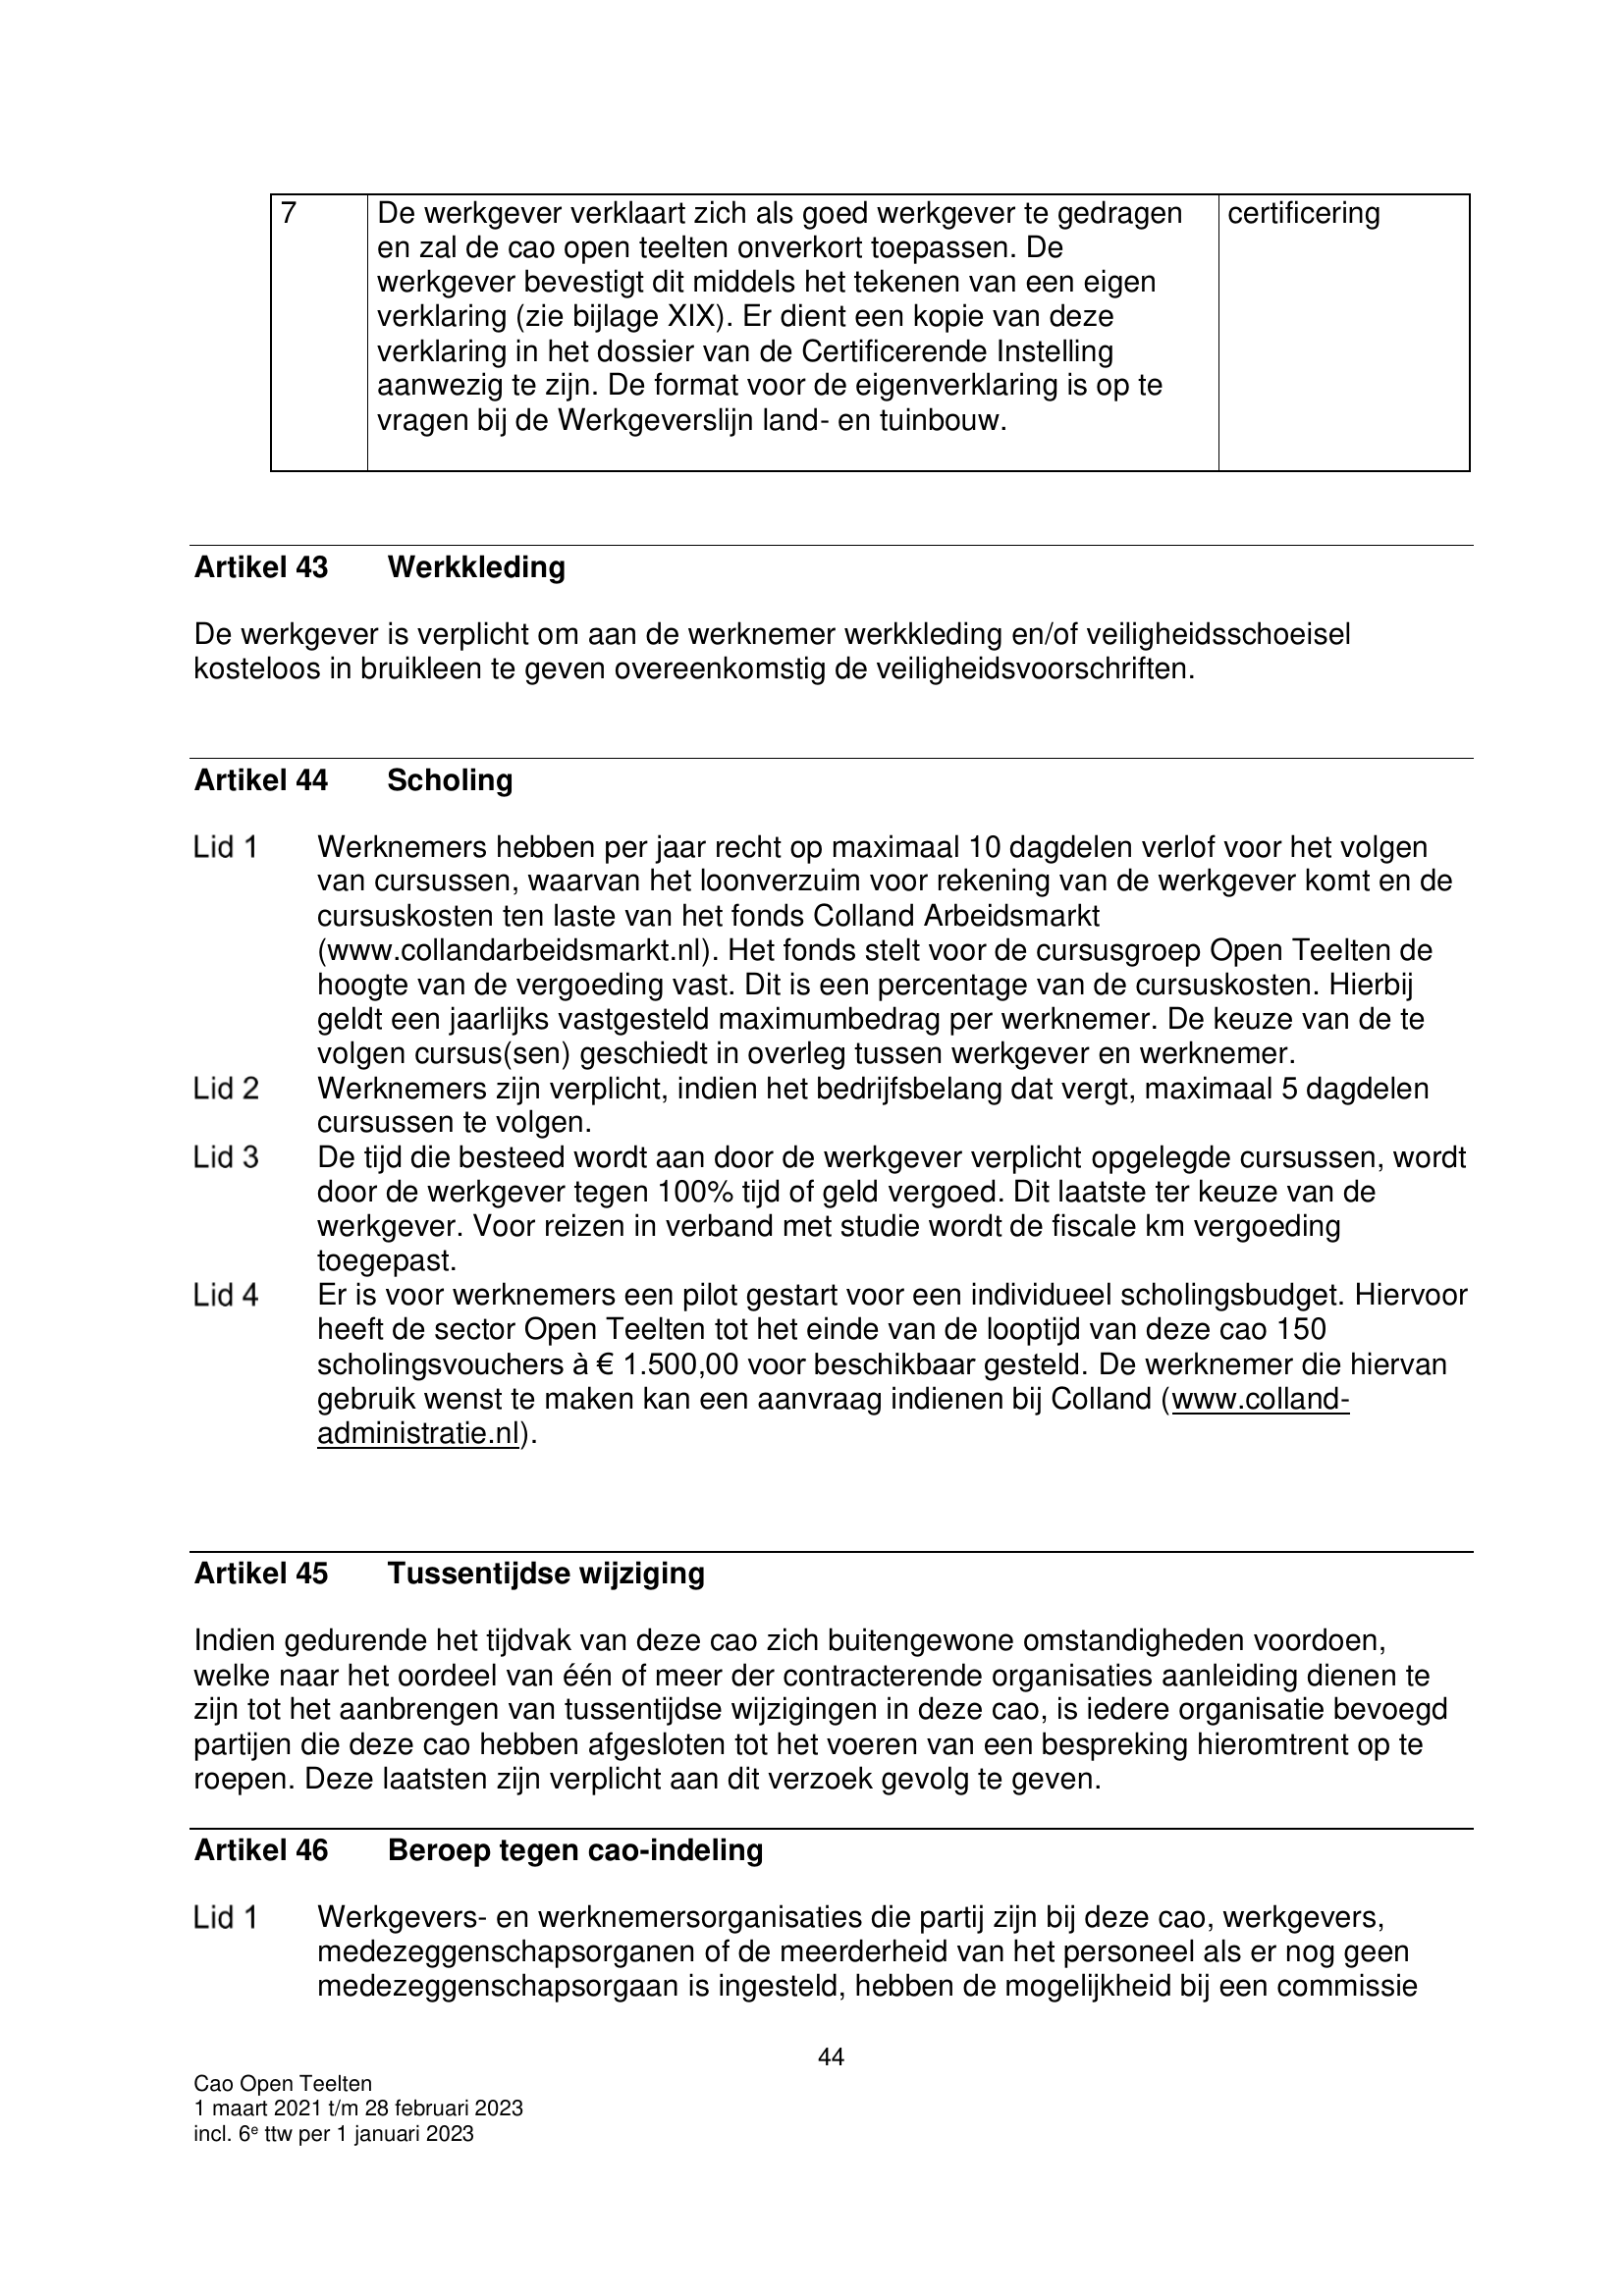 7 De werkgever verklaart zich als goed werkgever te gedragen certificering
en zal de cao open teelten onverkort toepassen. De
werkgever bevestigt dit middels het tekenen van een eigen
verklaring (zie bijlage XIX). Er dient een kopie van deze
verklaring in het dossier van de Certificerende Instelling
aanwezig te zijn. De format voor de eigenverklaring is op te
vragen bij de Werkgeverslijn land- en tuinbouw.
Artikel 43 Werkkleding
De werkgever is verplicht om aan de werknemer werkkleding en/of veiligheidsschoeisel
kosteloos in bruikleen te geven overeenkomstig de veiligheidsvoorschriften.
Artikel 44 Scholing
Lid 1 Werknemers hebben per jaar recht op maximaal 10 dagdelen verlof voor het volgen
van cursussen, waarvan het loonverzuim voor rekening van de werkgever komt en de
cursuskosten ten laste van het fonds Colland Arbeidsmarkt
(www.collandarbeidsmarkt.nl). Het fonds stelt voor de cursusgroep Open Teelten de
hoogte van de vergoeding vast. Dit is een percentage van de cursuskosten. Hierbij
geldt een jaarlijks vastgesteld maximumbedrag per werknemer. De keuze van de te
volgen cursus(sen) geschiedt in overleg tussen werkgever en werknemer.
Lid 2 Werknemers zijn verplicht, indien het bedrijfsbelang dat vergt, maximaal 5 dagdelen
cursussen te volgen.
Lid 3 De tijd die besteed wordt aan door de werkgever verplicht opgelegde cursussen, wordt
door de werkgever tegen 100% tijd of geld vergoed. Dit laatste ter keuze van de
werkgever. Voor reizen in verband met studie wordt de fiscale km vergoeding
toegepast.
Lid 4 Er is voor werknemers een pilot gestart voor een individueel scholingsbudget. Hiervoor
heeft de sector Open Teelten tot het einde van de looptijd van deze cao 150
scholingsvouchers à € 1.500,00 voor beschikbaar gesteld. De werknemer die hiervan
gebruik wenst te maken kan een aanvraag indienen bij Colland (www.colland-
administratie.nl).
Artikel 45 Tussentijdse wijziging
Indien gedurende het tijdvak van deze cao zich buitengewone omstandigheden voordoen,
welke naar het oordeel van één of meer der contracterende organisaties aanleiding dienen te
zijn tot het aanbrengen van tussentijdse wijzigingen in deze cao, is iedere organisatie bevoegd
partijen die deze cao hebben afgesloten tot het voeren van een bespreking hieromtrent op te
roepen. Deze laatsten zijn verplicht aan dit verzoek gevolg te geven.
Artikel 46 Beroep tegen cao-indeling
Lid 1 Werkgevers- en werknemersorganisaties die partij zijn bij deze cao, werkgevers,
medezeggenschapsorganen of de meerderheid van het personeel als er nog geen
medezeggenschapsorgaan is ingesteld, hebben de mogelijkheid bij een commissie
44
Cao Open Teelten
1 maart 2021 t/m 28 februari 2023
incl. 6e ttw per 1 januari 2023